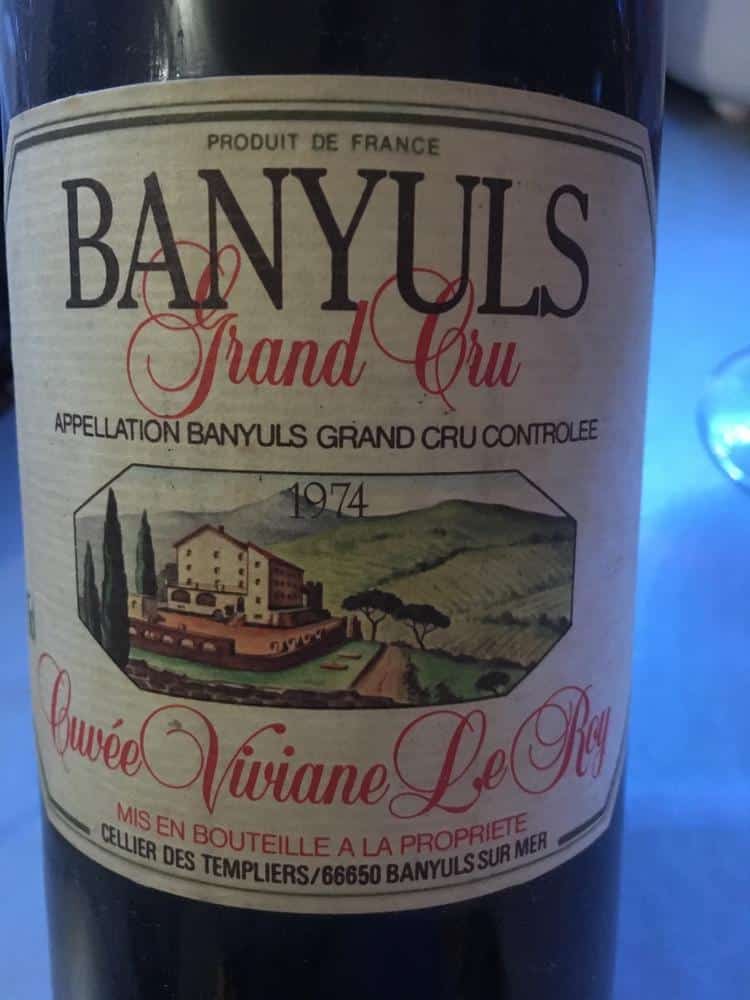 PRODUIT DE FRANCE
BANYULS
Grand Cru
APPELLATION BANYULS GRAND CRU CONTROLEE
1974
Cuvée Viviane Le Roy
MIS EN BOUTEILLE A LA PROPRIETE
CELLIER DES TEMPLIERS/66650 BANYULS SUR MER